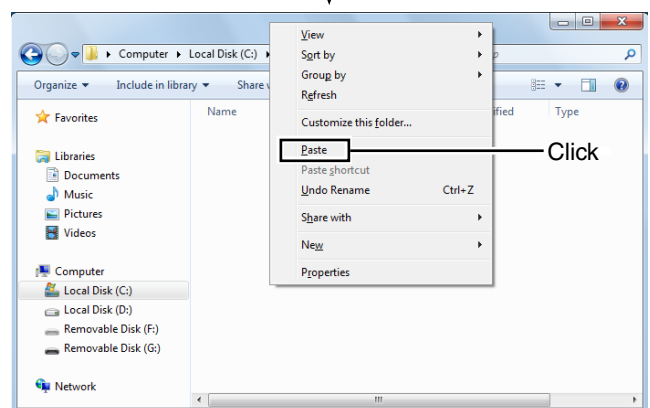 Computer Local Disk (C:)
Organize Include in library Share
Name
ified Type
Favorites
Libraries
Documents
Music
Pictures
Videos
Computer
Local Disk (C:)
Local Disk (D:)
Removable Disk (F:)
Removable Disk (G:)
Network
View
Sort by
Group by
Refresh
Customize this folder...
Paste
Paste shortcut
Undo Rename Ctrl+Z
Share with
New
Properties
Click